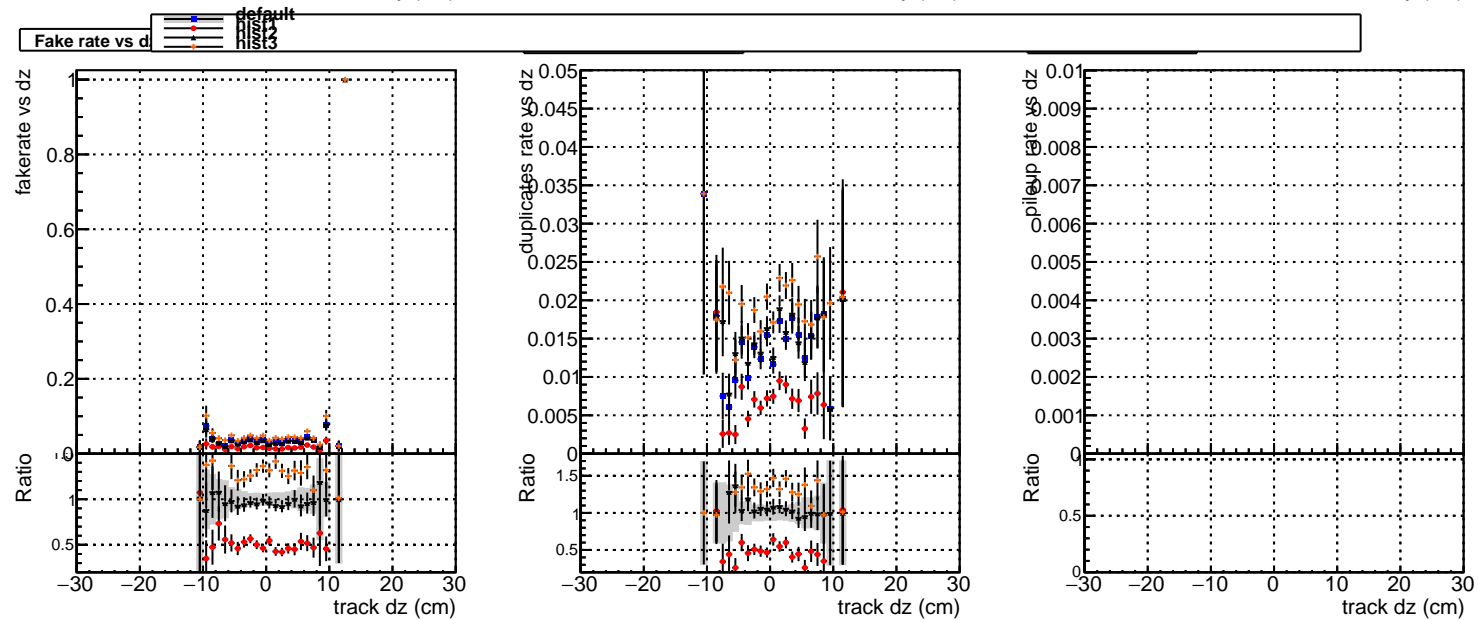 default
hist1
hist2
hist3
Fake rate vs dz
fakerate vs dz
1
0.8
0.6
0.4
0.2
0
Ratio
1
0.5
−30 −20 −10 0 10 20 30
track dz (cm)
duplicates rate vs dz
0.05
0.045
0.04
0.035
0.03
0.025
0.02
0.015
0.01
0.005
0
Ratio
1.5
1
0.5
−30 −20 −10 0 10 20 30
track dz (cm)
pileup rate vs dz
0.01
0.009
0.008
0.007
0.006
0.005
0.004
0.003
0.002
0.001
0
Ratio
1
0.5
0
−30 −20 −10 0 10 20 30
track dz (cm)